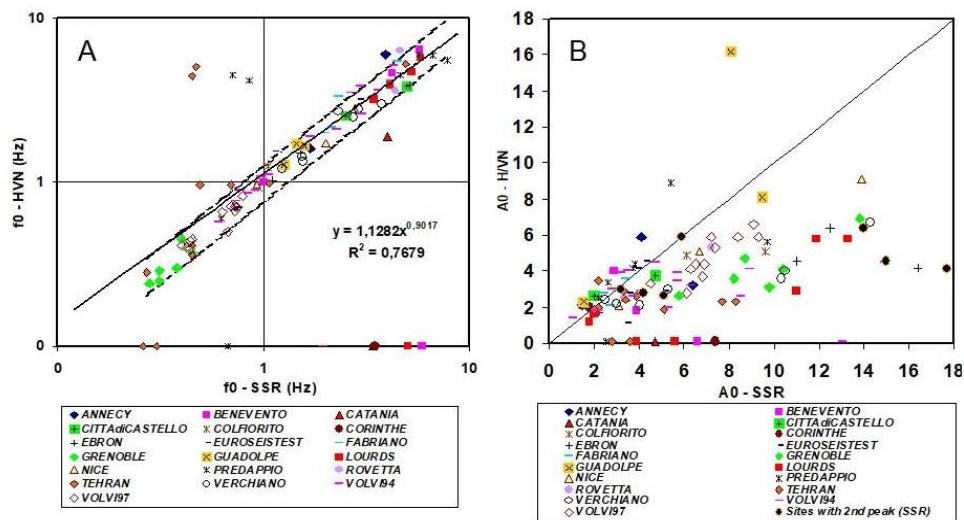 A
10
1
0
f0 - HVN (Hz)
y = 1,1282x^0,9017
R² = 0,7679
0 1 10
f0 - SSR (Hz)
ANNECY BENEVENTO CATANIA
CITTAdiCASTELLO COLFIORITO CORINTHE
EBRON EUROSEISTEST FABRIANO
GRENOBLE GUADOLPE LOURDS
NICE PREDAPPIO ROVETTA
TEHRAN VERCHIANO VOLVI94
VOLVI97
B
18
16
14
12
10
8
6
4
2
0
A0 - H/VN
0 2 4 6 8 10 12 14 16 18
A0 - SSR
ANNECY BENEVENTO
CATANIA CITTAdiCASTELLO
COLFIORITO CORINTHE
EBRON EUROSEISTEST
FABRIANO GRENOBLE
GUADOLPE LOURDS
NICE PREDAPPIO
ROVETTA TEHRAN
VERCHIANO VOLVI94
VOLVI97 Sites with 2nd peak (SSR)